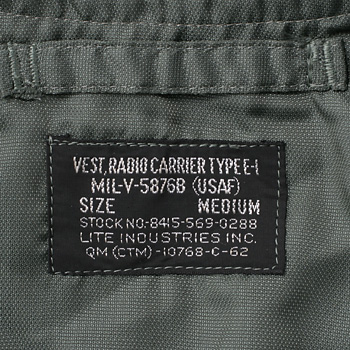 VEST, RADIO CARRIER TYPE E-1
MIL-V-5876B (USAF)
SIZE MEDIUM
STOCK NO.-8415-569-0288
LITE INDUSTRIES INC.
QM (CTM)-10768-C-62